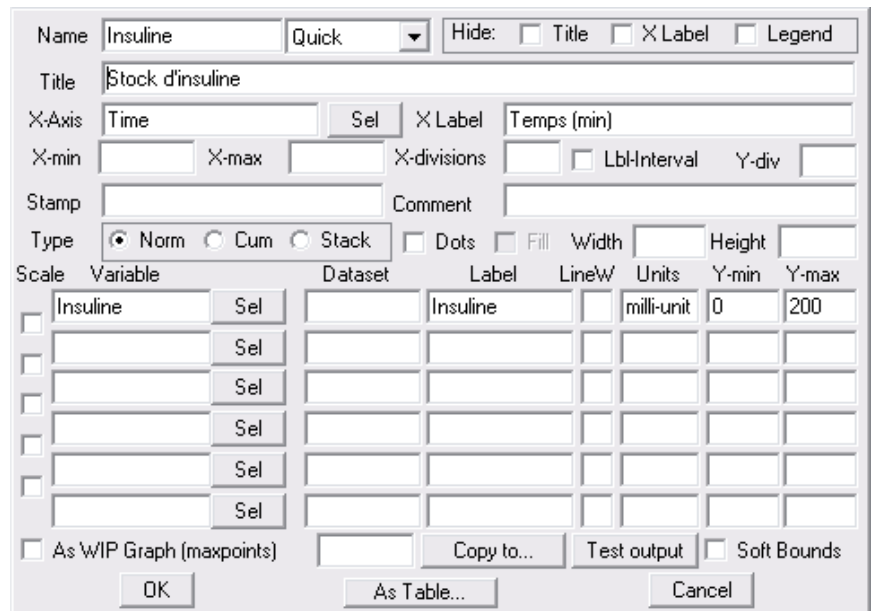 Name Insuline Quick Hide: Title X Label Legend
Title Stock d'insuline
X-Axis Time Sel X Label Temps (min)
X-min X-max X-divisions Lbl-Interval Y-div
Stamp Comment
Type Norm Cum Stack Dots Fill Width Height
Scale Variable Dataset Label LineW Units Y-min Y-max
Insuline Sel Insuline milli-unit 0 200
Sel
Sel
Sel
Sel
Sel
As WIP Graph (maxpoints) Copy to... Test output Soft Bounds
OK As Table... Cancel